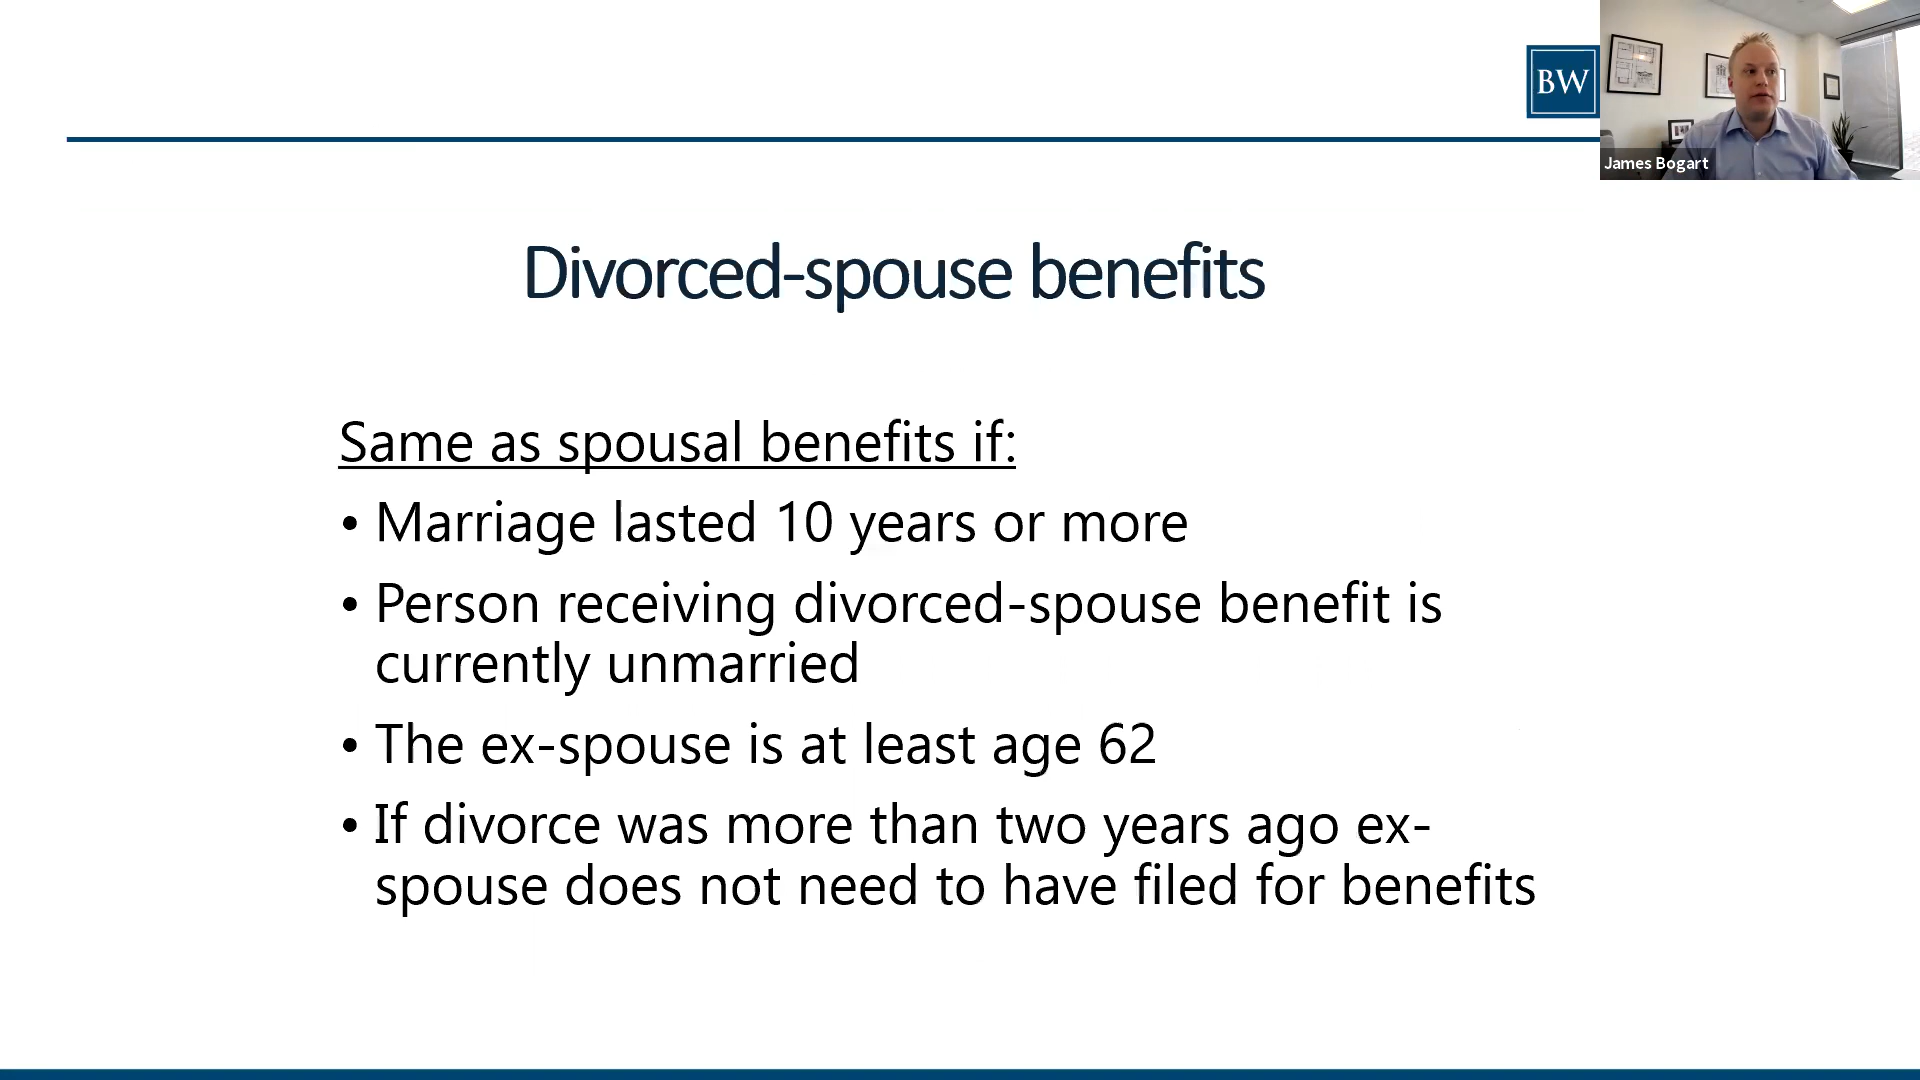 BW
James Bogart
Divorced-spouse benefits
Same as spousal benefits if:
• Marriage lasted 10 years or more
• Person receiving divorced-spouse benefit is
currently unmarried
• The ex-spouse is at least age 62
• If divorce was more than two years ago ex-
spouse does not need to have filed for benefits